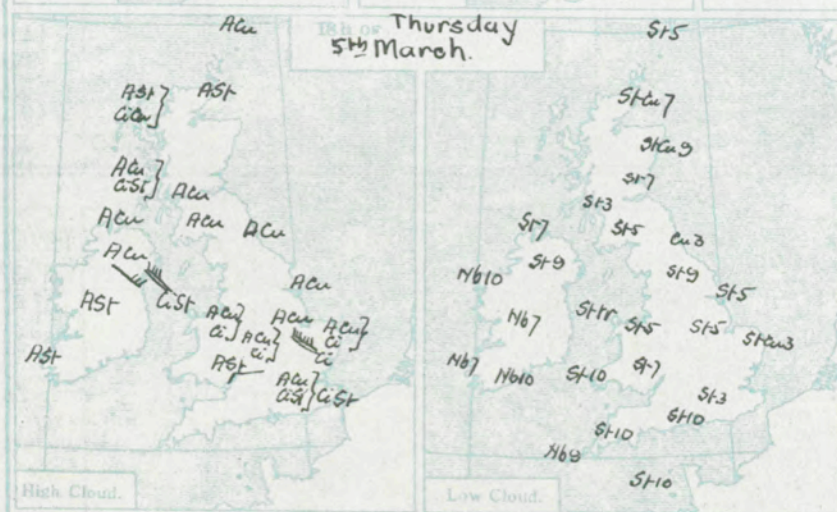 18h on Thursday
5th March.
ACu
ASt
CiCu
ASt
ACu
CiSt
ACu
ACu
ACu
ACu
ACu
ACu
CiSt
ASt
ACu
Ci
ACu
Ci
ACu
ACu
Ci
Ci
ASt
ASt
ACu
CiSt
CiSt
High Cloud.
St5
StCu7
StCu9
St7
St3
St7
St5
Cu3
St9
St9
Nb10
St5
Nb7
Sttr
St5
St5
StCu3
Nb7
Nb10
St10
St7
St3
St10
St10
Nb9
St10
Low Cloud.